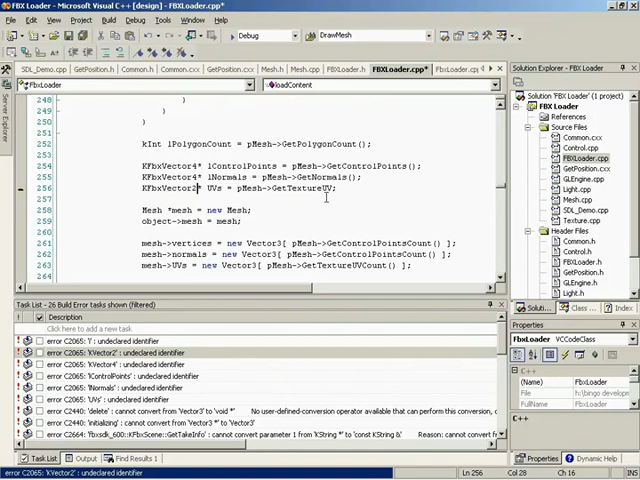 FBX Loader - Microsoft Visual C++ [design] - FBXLoader.cpp*
File Edit View Project Build Debug Tools Window Help
Debug DrawMesh
SDL_Demo.cpp GetPosition.h Common.h Common.cxx GetPosition.cxx Mesh.h Mesh.cpp FBXLoader.h FBXLoader.cpp* FBXLoader.c
FbxLoader loadContent
248 }
249 }
250 }
251
252 kInt lPolygonCount = pMesh->GetPolygonCount();
253
254 KFbxVector4* lControlPoints = pMesh->GetControlPoints();
255 KFbxVector4* lNormals = pMesh->GetNormals();
256 KFbxVector2* UVs = pMesh->GetTextureUV;
257
258 Mesh *mesh = new Mesh;
259 object->mesh = mesh;
260
261 mesh->vertices = new Vector3[ pMesh->GetControlPointsCount() ];
262 mesh->normals = new Vector3[ pMesh->GetControlPointsCount() ];
263 mesh->UVs = new Vector3[ pMesh->GetTextureUVCount() ];
264
Task List - 26 Build Error tasks shown (filtered)
! Description
Click here to add a new task
error C2065: 'i' : undeclared identifier
error C2065: 'KVector2' : undeclared identifier
error C2065: 'KVector4' : undeclared identifier
error C2065: 'lControlPoints' : undeclared identifier
error C2065: 'lNormals' : undeclared identifier
error C2065: 'UVs' : undeclared identifier
error C2440: 'delete' : cannot convert from 'Vector3' to 'void *' No user-defined-conversion operator available that can perform this conversion, or
error C2440: 'initializing' : cannot convert from 'Vector3' to 'Vector3 *'
error C2664: 'fbxsdk_600::KFbxScene::GetTakeInfo' : cannot convert parameter 1 from 'KString *' to 'const KString &' Reason: cannot convert f
Task List Output Find Results 1
error C2065: 'KVector2' : undeclared identifier Ln 256 Col 28 Ch 16 INS
Server Explorer
Solution Explorer - FBX Loader
Solution 'FBX Loader' (1 project)
FBX Loader
References
Source Files
Common.cxx
Control.cpp
FBXLoader.cpp
GetPosition.cxx
GLEngine.cpp
Light.cpp
Mesh.cpp
SDL_Demo.cpp
Header Files
Common.h
Control.h
FBXLoader.h
GetPosition.h
GLEngine.h
Light.h
Soluti... Class ... Index
Properties
FbxLoader VCCodeClass
C++
(Name) FbxLoader
File h:\bingo developm
FullName FbxLoader
C++